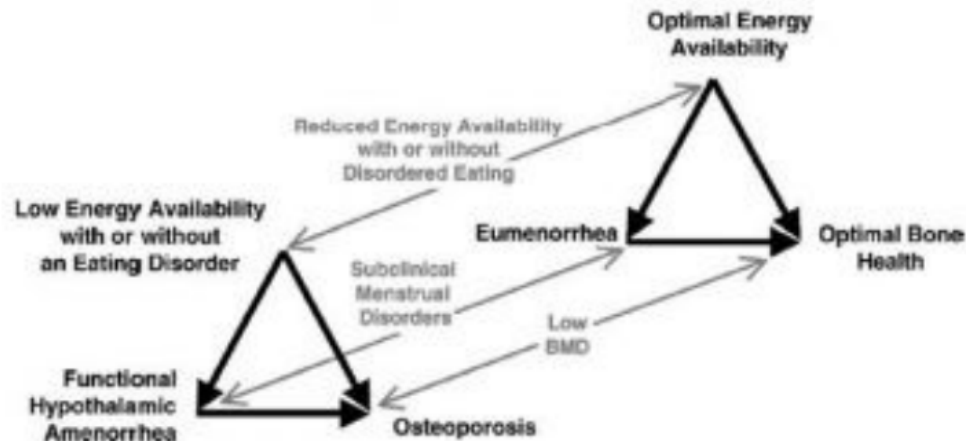 Optimal Energy
Availability
Reduced Energy Availability
with or without
Disordered Eating
Low Energy Availability
with or without
an Eating Disorder
Eumenorrhea
Optimal Bone
Health
Subclinical
Menstrual
Disorders
Low
BMD
Functional
Hypothalamic
Amenorrhea
Osteoporosis